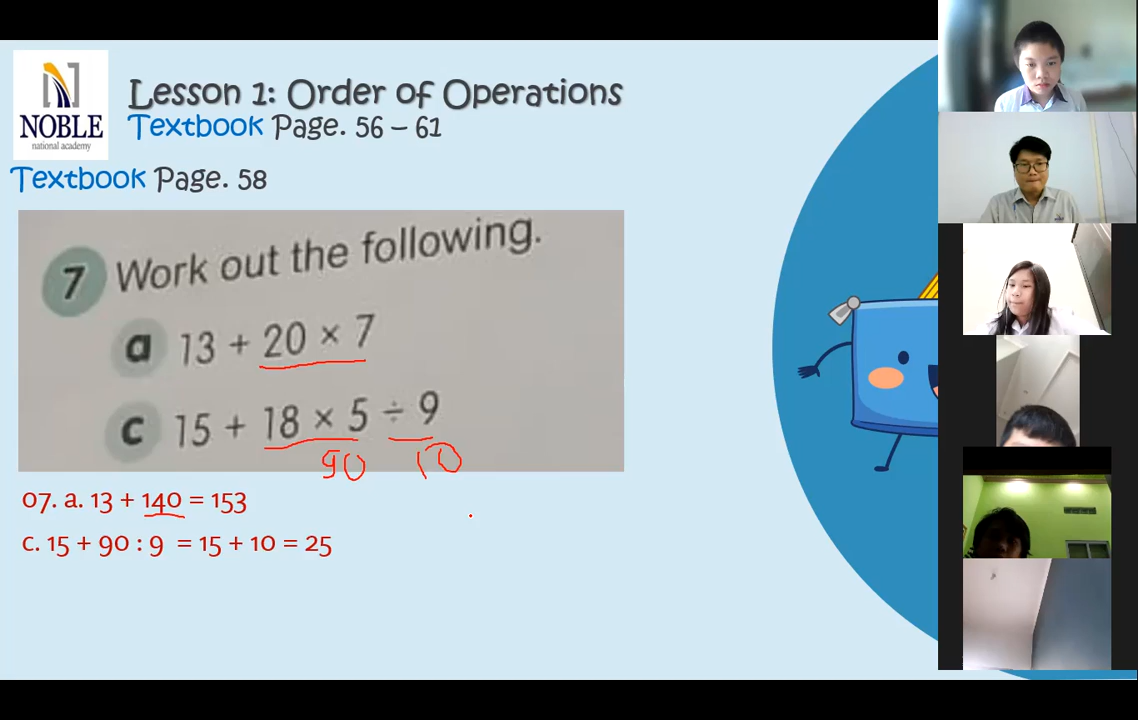 NOBLE
national academy
Lesson 1: Order of Operations
Textbook Page. 56 – 61
Textbook Page. 58
7 Work out the following.
a 13 + 20 × 7
c 15 + 18 × 5 ÷ 9
90 10
07. a. 13 + 140 = 153
c. 15 + 90 : 9 = 15 + 10 = 25